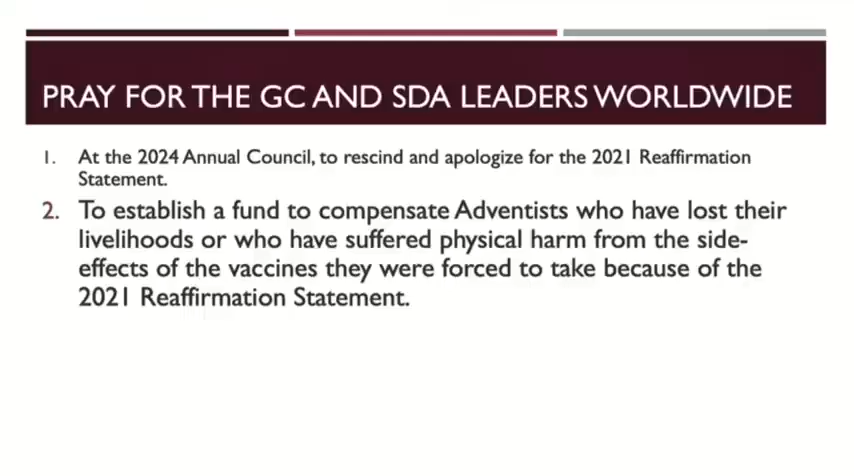 PRAY FOR THE GC AND SDA LEADERS WORLDWIDE
1. At the 2024 Annual Council, to rescind and apologize for the 2021 Reaffirmation
Statement.
2. To establish a fund to compensate Adventists who have lost their
livelihoods or who have suffered physical harm from the side-
effects of the vaccines they were forced to take because of the
2021 Reaffirmation Statement.